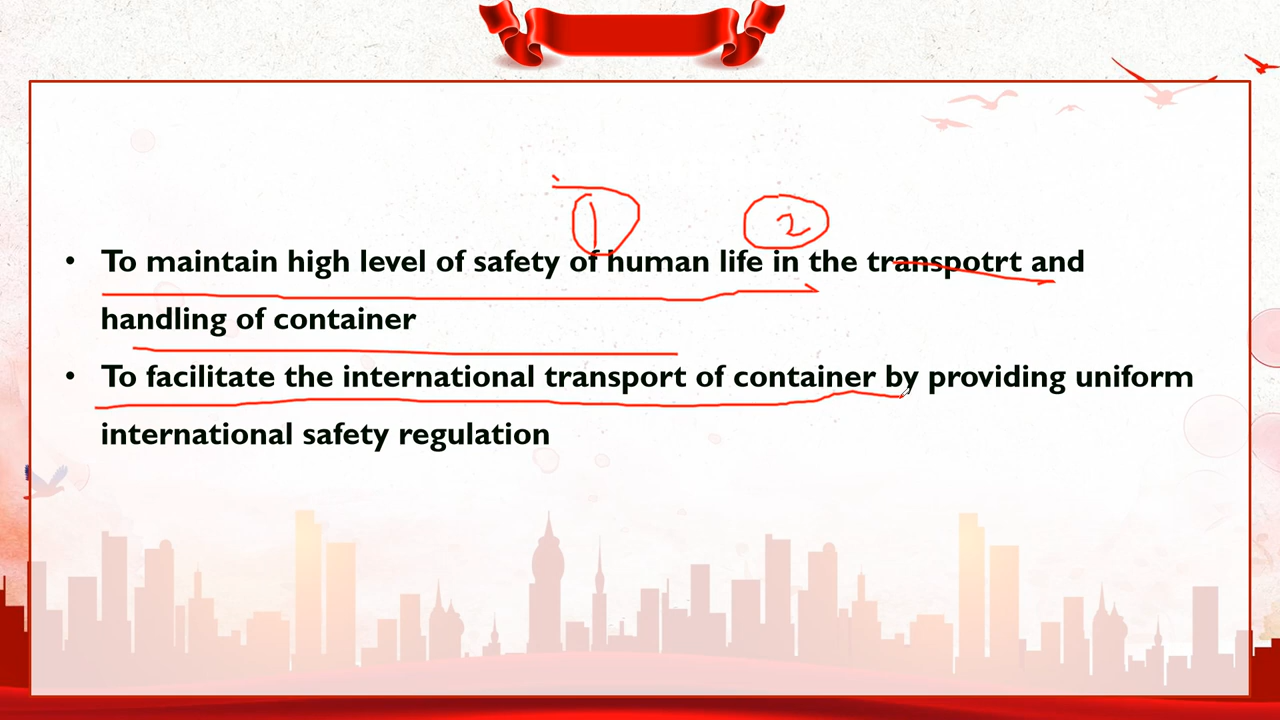 1 2
• To maintain high level of safety of human life in the transpotrt and
handling of container
• To facilitate the international transport of container by providing uniform
international safety regulation